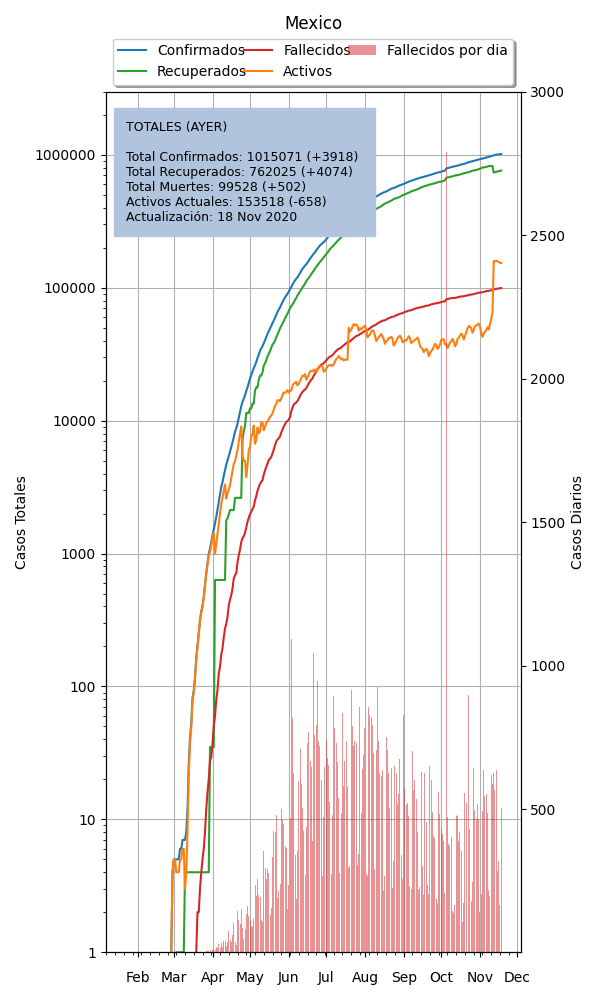 Mexico
Confirmados Fallecidos Fallecidos por dia
Recuperados Activos
TOTALES (AYER)
Total Confirmados: 1015071 (+3918)
Total Recuperados: 762025 (+4074)
Total Muertes: 99528 (+502)
Activos Actuales: 153518 (-658)
Actualización: 18 Nov 2020
Casos Totales
1000000
100000
10000
1000
100
10
1
3000
2500
2000
1500
1000
500
Casos Diarios
Feb Mar Apr May Jun Jul Aug Sep Oct Nov Dec